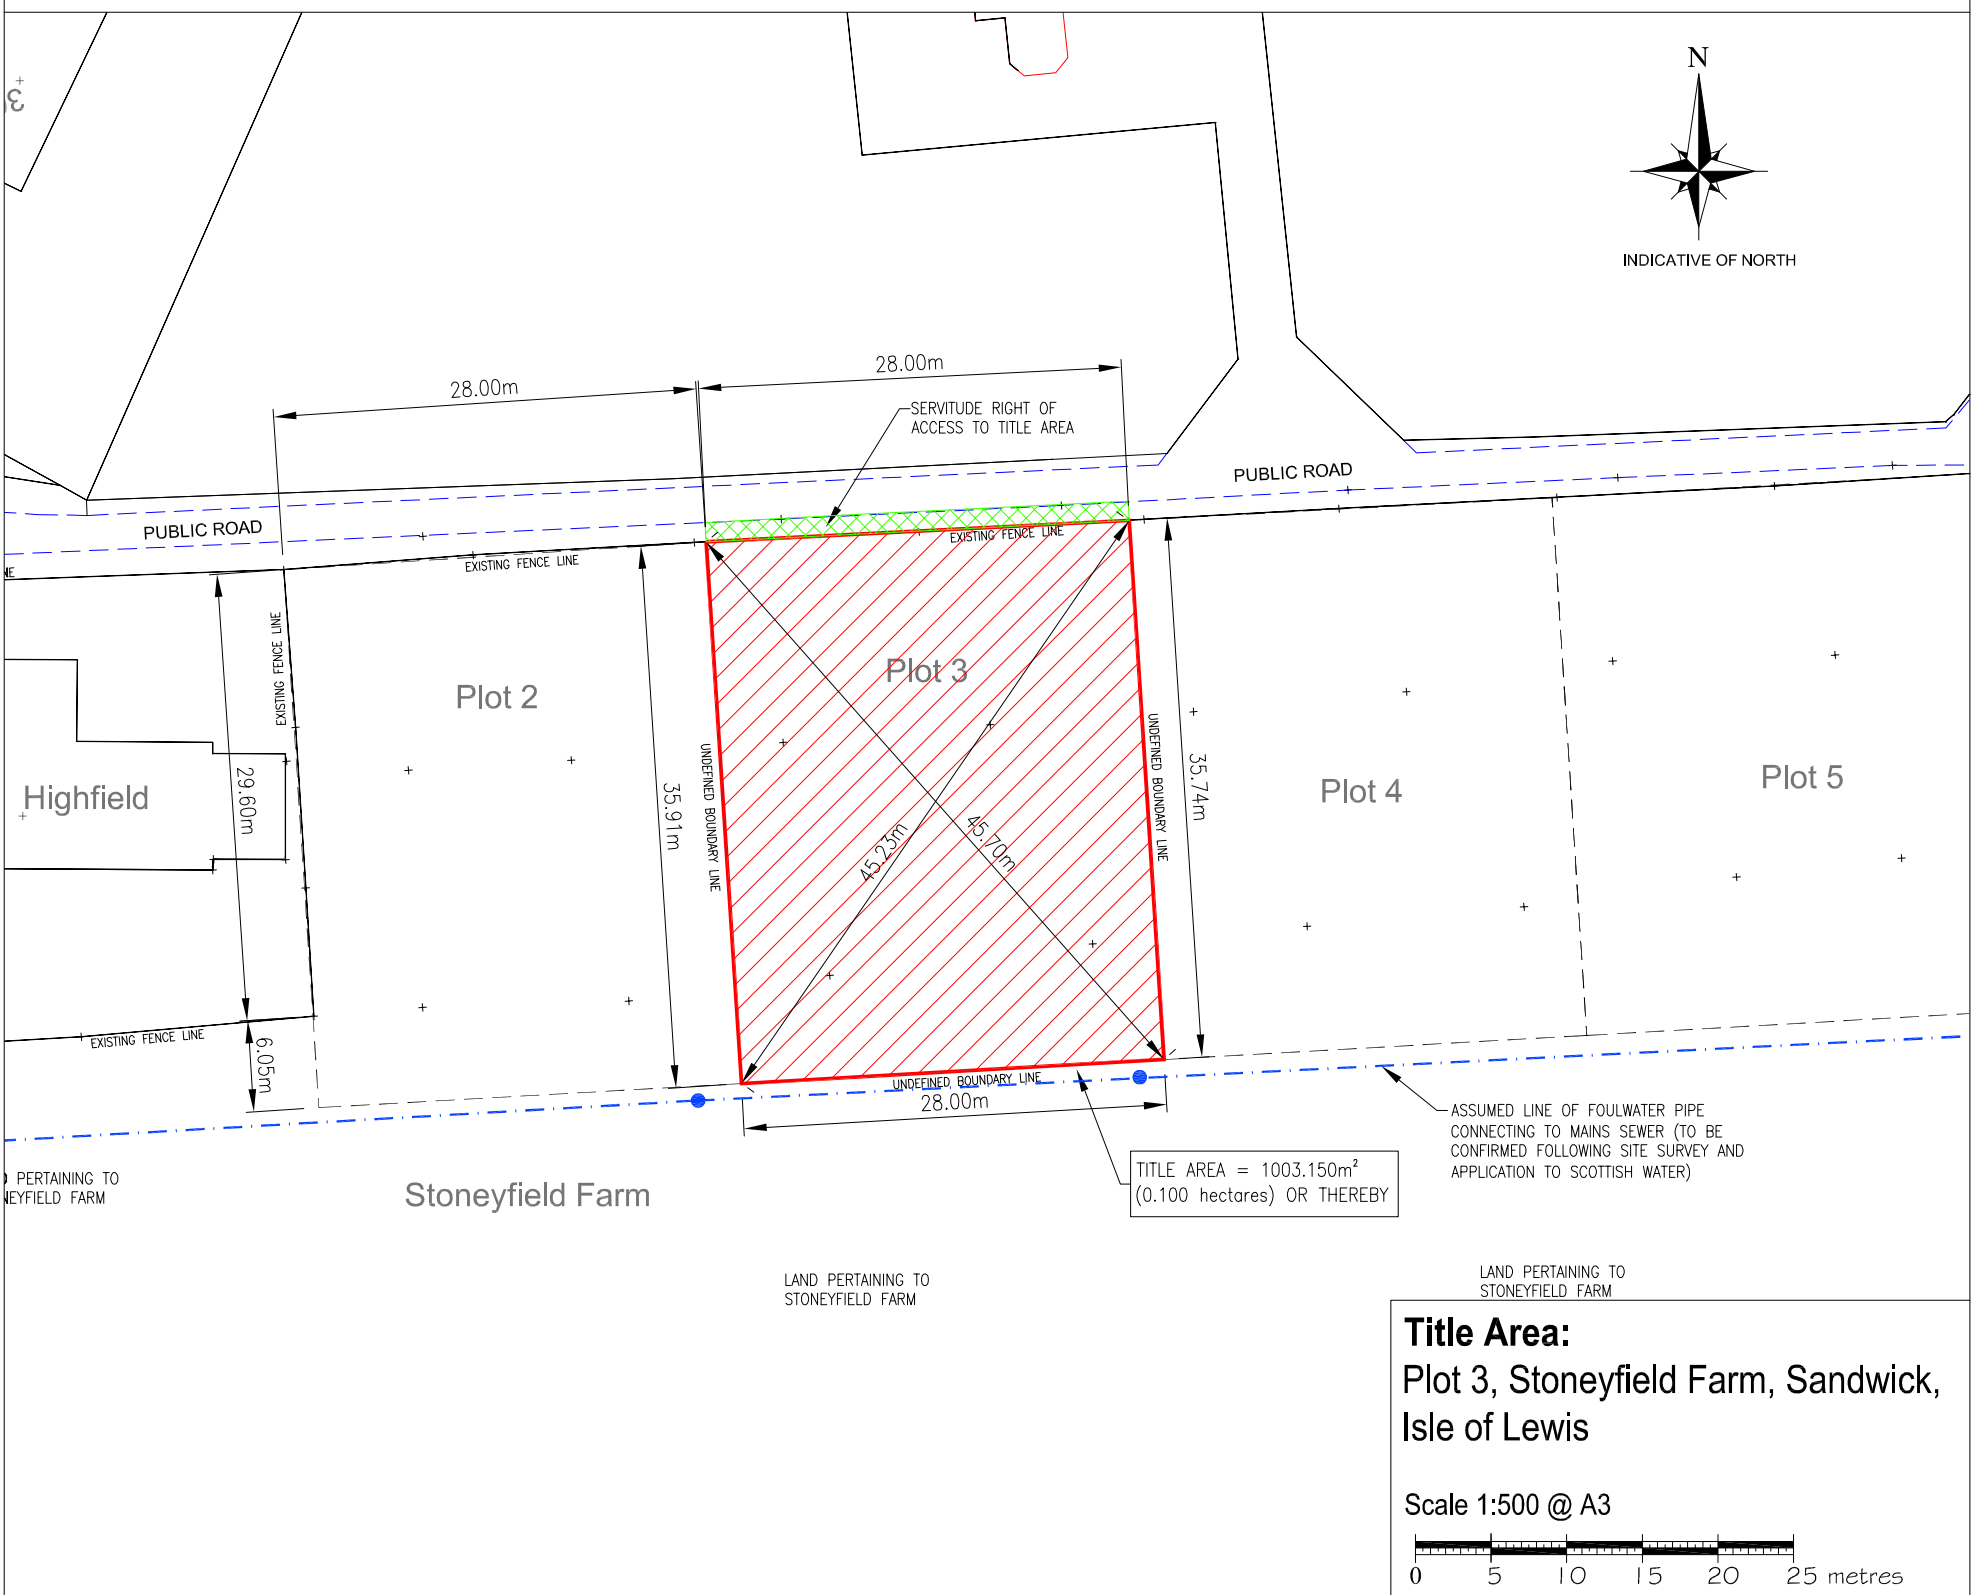 N
INDICATIVE OF NORTH
28.00m
28.00m
SERVITUDE RIGHT OF
ACCESS TO TITLE AREA
PUBLIC ROAD
PUBLIC ROAD
EXISTING FENCE LINE
EXISTING FENCE LINE
EXISTING FENCE LINE
Plot 2
Plot 3
Plot 4
Plot 5
Highfield
29.60m
35.91m
UNDEFINED BOUNDARY LINE
45.23m
45.70m
UNDEFINED BOUNDARY LINE
35.74m
EXISTING FENCE LINE
6.05m
UNDEFINED BOUNDARY LINE
28.00m
TITLE AREA = 1003.150m²
(0.100 hectares) OR THEREBY
ASSUMED LINE OF FOULWATER PIPE
CONNECTING TO MAINS SEWER (TO BE
CONFIRMED FOLLOWING SITE SURVEY AND
APPLICATION TO SCOTTISH WATER)
PERTAINING TO
NEYFIELD FARM
Stoneyfield Farm
LAND PERTAINING TO
STONEYFIELD FARM
LAND PERTAINING TO
STONEYFIELD FARM
Title Area:
Plot 3, Stoneyfield Farm, Sandwick,
Isle of Lewis
Scale 1:500 @ A3
0 5 10 15 20 25 metres